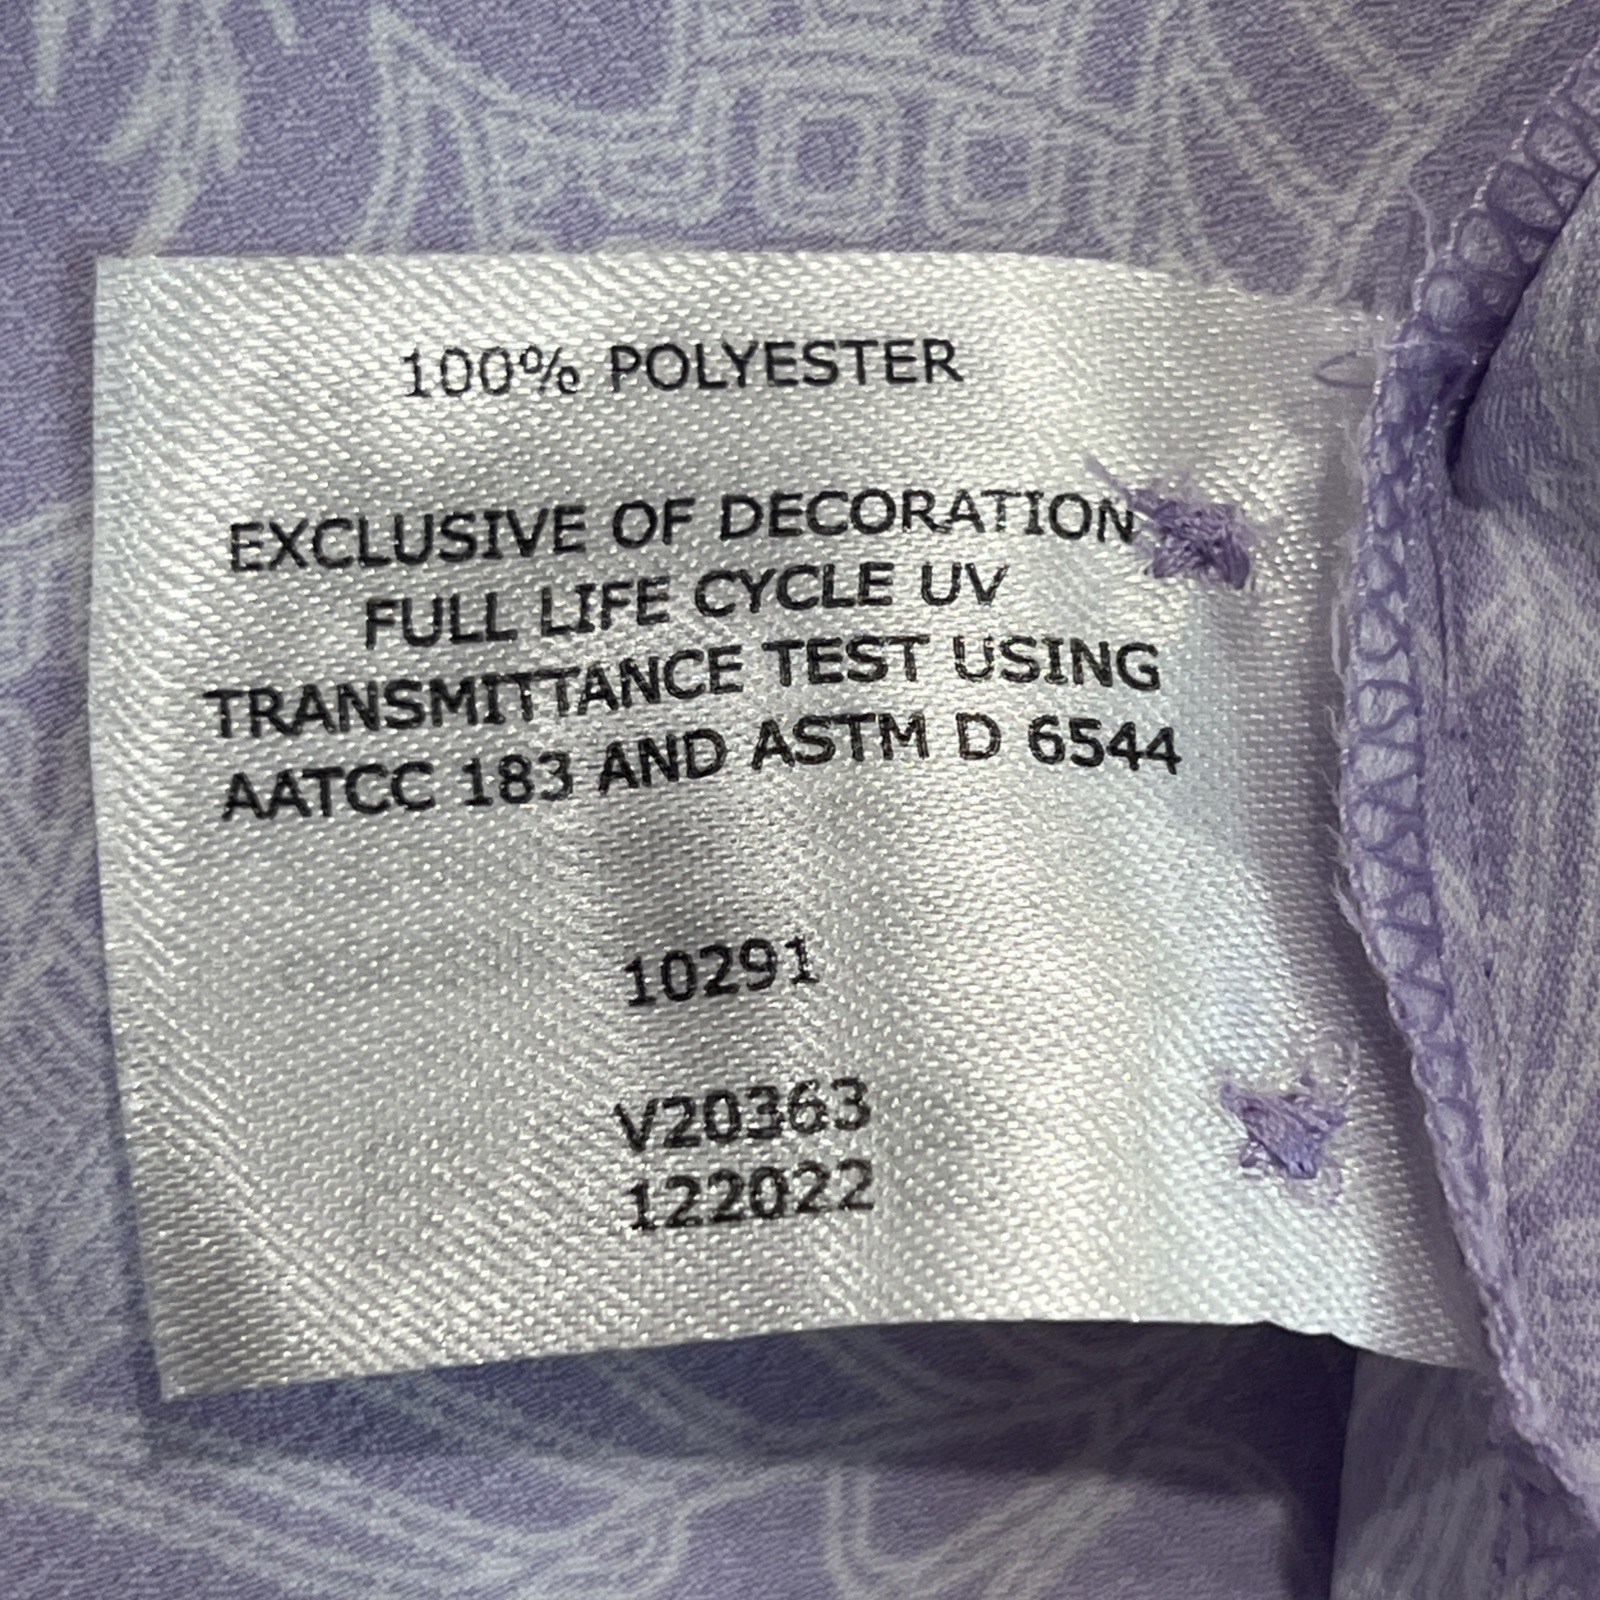 100% POLYESTER
EXCLUSIVE OF DECORATION
FULL LIFE CYCLE UV
TRANSMITTANCE TEST USING
AATCC 183 AND ASTM D 6544
10291
V20363
122022